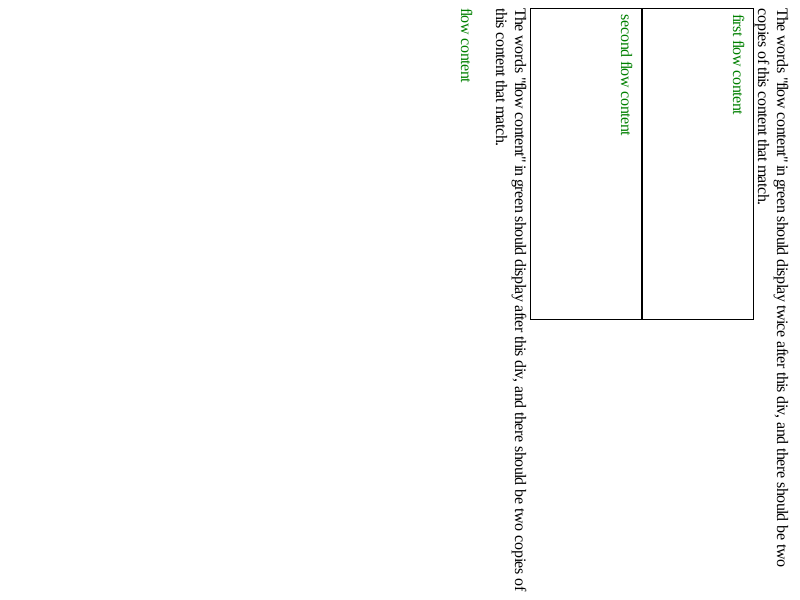 The words "flow content" in green should display twice after this div, and there should be two
copies of this content that match.
first flow content
second flow content
The words "flow content" in green should display after this div, and there should be two copies of
this content that match.
flow content